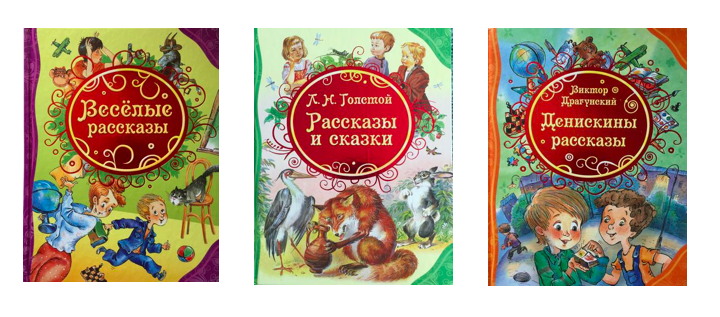 Весёлые
рассказы
Л. Н. Толстой
Рассказы
и сказки
Виктор
Драгунский
Денискины
рассказы